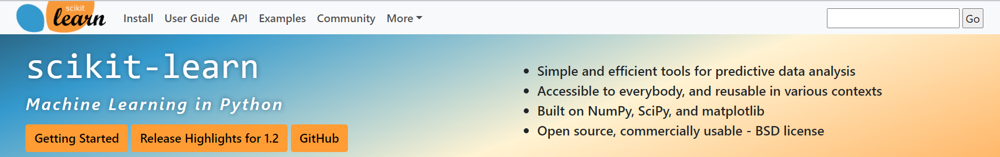 scikit
learn
Install User Guide API Examples Community More
Go
scikit-learn
Machine Learning in Python
Getting Started Release Highlights for 1.2 GitHub
Simple and efficient tools for predictive data analysis
Accessible to everybody, and reusable in various contexts
Built on NumPy, SciPy, and matplotlib
Open source, commercially usable - BSD license